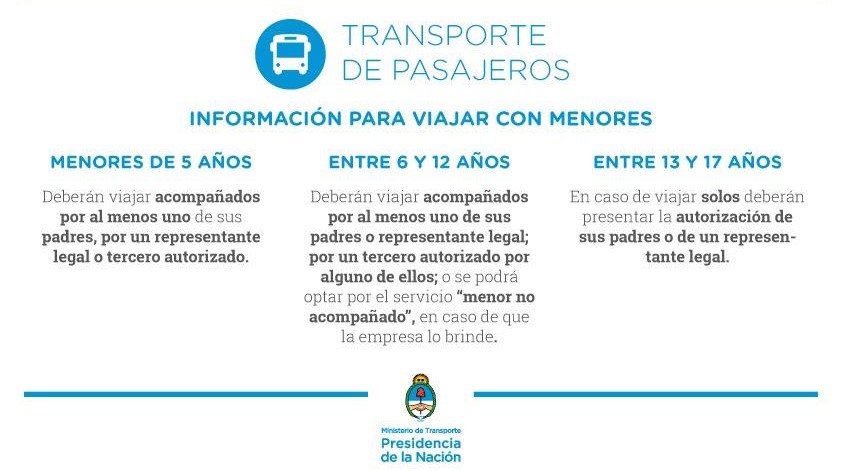 TRANSPORTE
DE PASAJEROS
INFORMACIÓN PARA VIAJAR CON MENORES
MENORES DE 5 AÑOS
Deberán viajar acompañados
por al menos uno de sus
padres, por un representante
legal o tercero autorizado.
ENTRE 6 Y 12 AÑOS
Deberán viajar acompañados
por al menos uno de sus
padres o representante legal;
por un tercero autorizado por
alguno de ellos; o se podrá
optar por el servicio “menor no
acompañado”, en caso de que
la empresa lo brinde.
ENTRE 13 Y 17 AÑOS
En caso de viajar solos deberán
presentar la autorización de
sus padres o de un represen-
tante legal.
Ministerio de Transporte
Presidencia
de la Nación